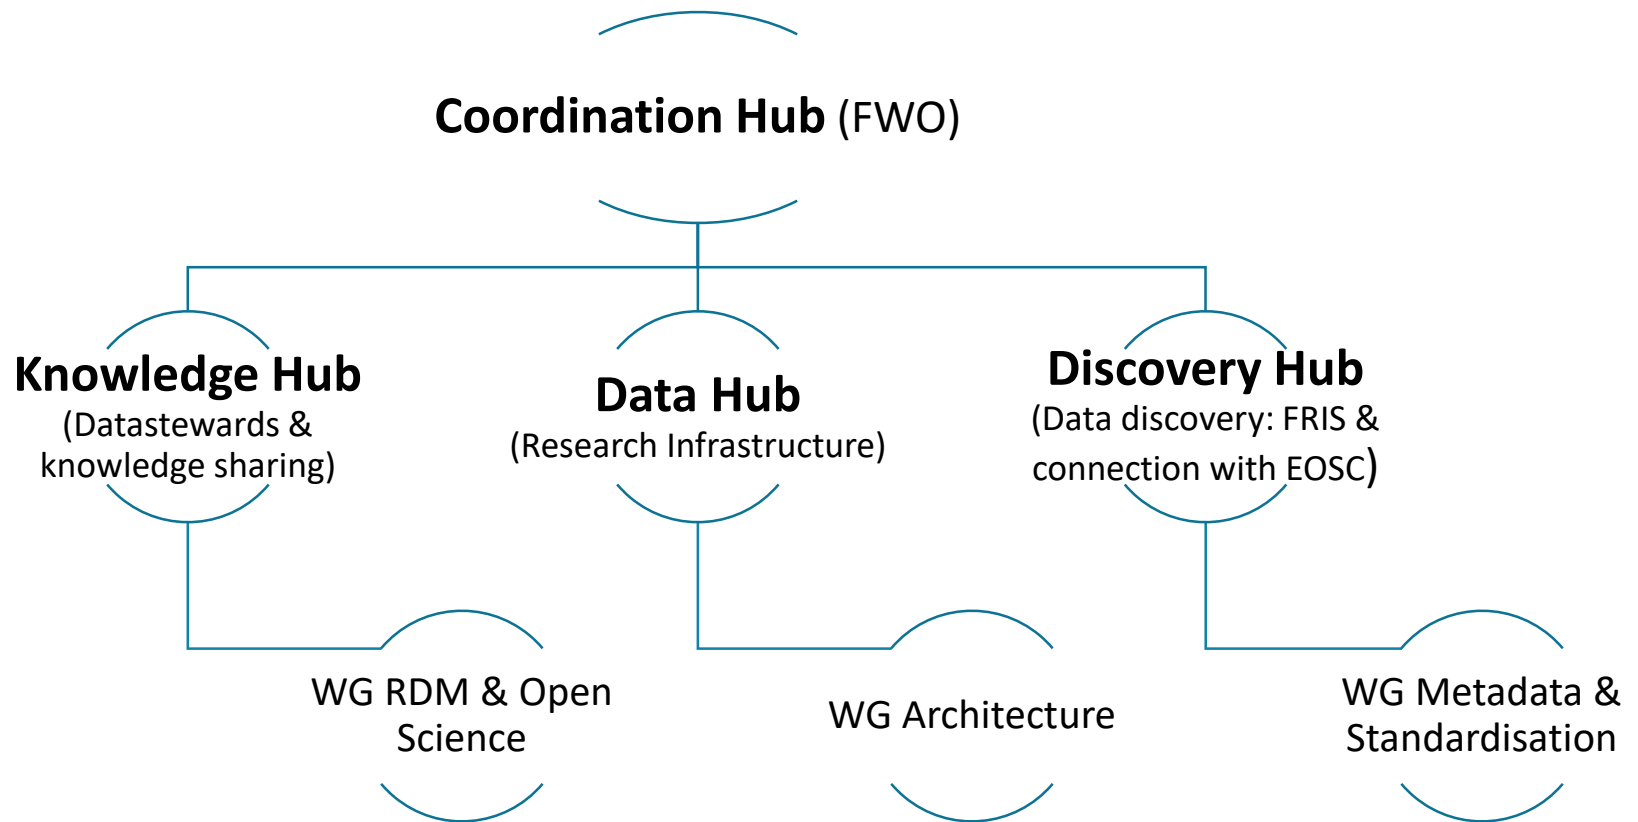 Coordination Hub (FWO)
Knowledge Hub
(Datastewards &
knowledge sharing)
Data Hub
(Research Infrastructure)
Discovery Hub
(Data discovery: FRIS &
connection with EOSC)
WG RDM & Open
Science
WG Architecture
WG Metadata &
Standardisation